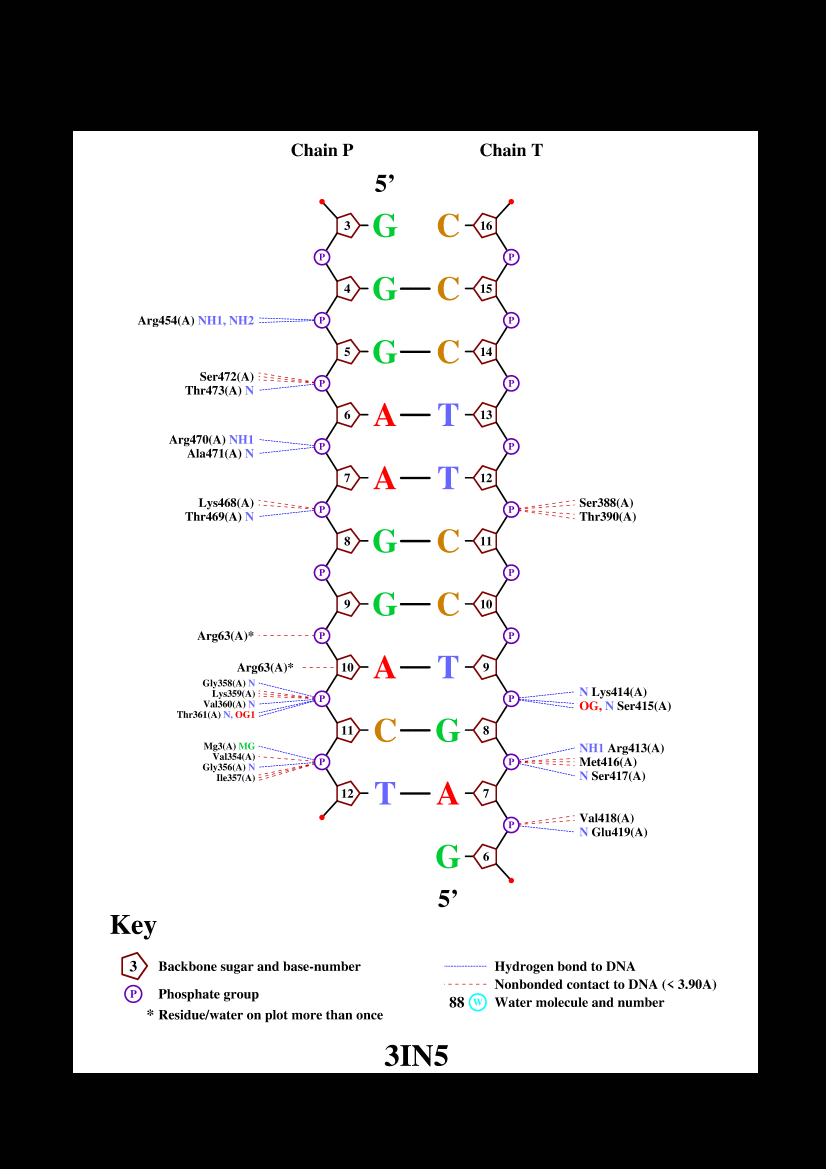 Chain P Chain T
5’
3 G C 16
P P
4 G C 15
Arg454(A) NH1, NH2 P P
5 G C 14
Ser472(A)
Thr473(A) N P P
6 A T 13
Arg470(A) NH1
Ala471(A) N P P
7 A T 12
Lys468(A) Ser388(A)
Thr469(A) N P P Thr390(A)
8 G C 11
P P
9 G C 10
Arg63(A)* P P
Arg63(A)* 10 A T 9
Gly358(A) N
Lys359(A) N Lys414(A)
Val360(A) N P P OG, N Ser415(A)
Thr361(A) N, OG1
11 C G 8
Mg3(A) MG NH1 Arg413(A)
Val354(A) P P Met416(A)
Gly356(A) N N Ser417(A)
Ile357(A)
12 T A 7
Val418(A)
P N Glu419(A)
G 6
5’
Key
3 Backbone sugar and base-number
P Phosphate group
* Residue/water on plot more than once
Hydrogen bond to DNA
Nonbonded contact to DNA (< 3.90A)
88 W Water molecule and number
3IN5